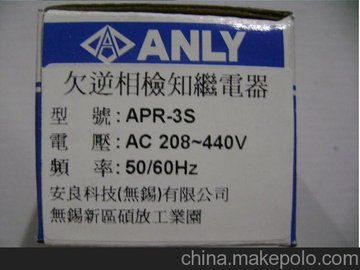 ANLY
欠逆相檢知繼電器
型 號: APR-3S
電 壓: AC 208~440V
頻 率: 50/60Hz
安良科技(無錫)有限公司
無錫新區碩放工業園
china.makepolo.com